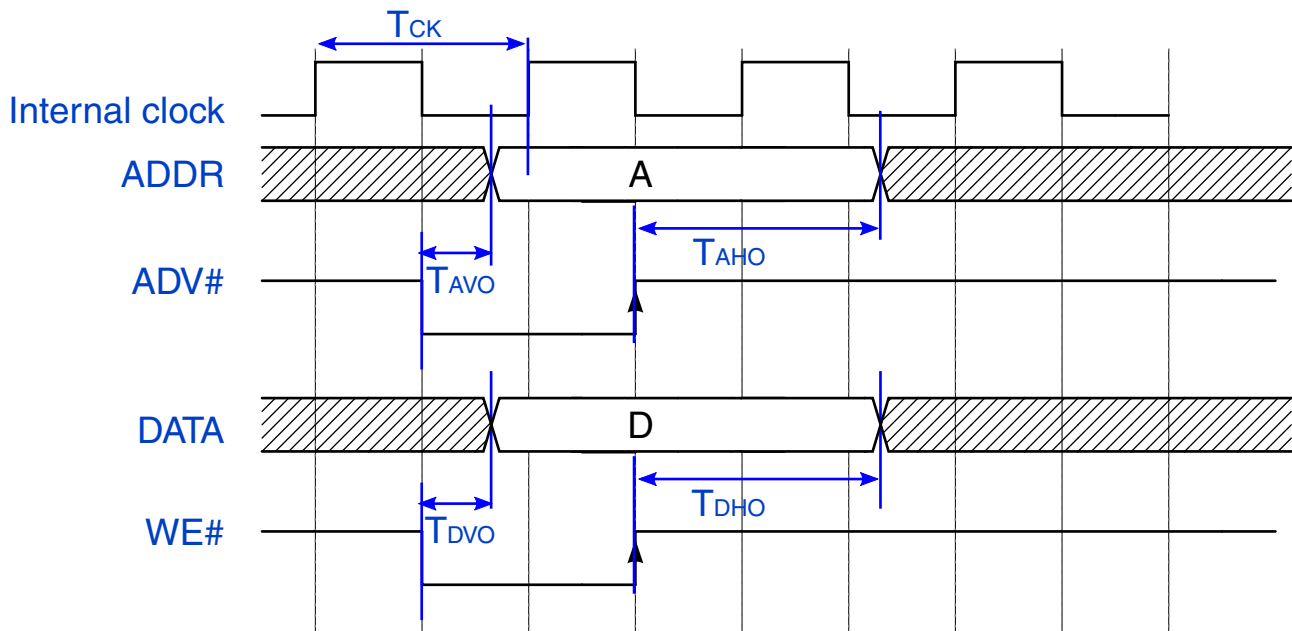 TCK
Internal clock
ADDR
A
TAHO
ADV#
TAVO
DATA
D
TDHO
WE#
TDVO